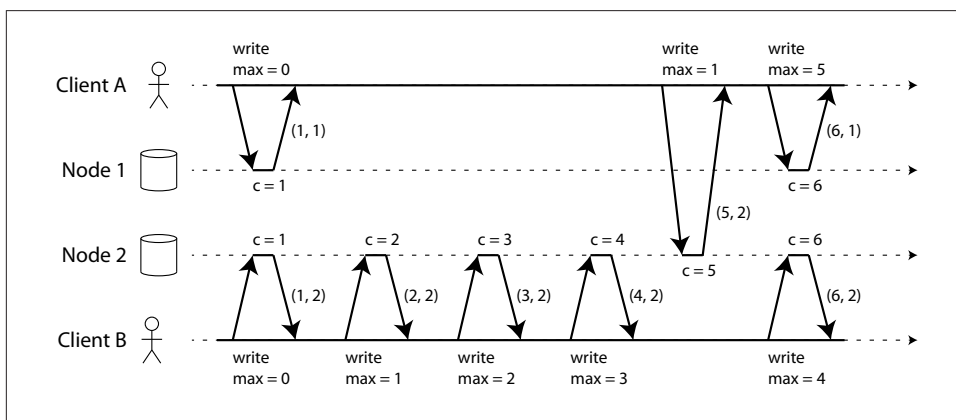 write
max = 0
write
max = 1
write
max = 5
Client A
(1, 1)
(6, 1)
Node 1
c = 1
c = 6
(5, 2)
c = 1
c = 2
c = 3
c = 4
c = 6
Node 2
c = 5
(1, 2)
(2, 2)
(3, 2)
(4, 2)
(6, 2)
Client B
write
max = 0
write
max = 1
write
max = 2
write
max = 3
write
max = 4